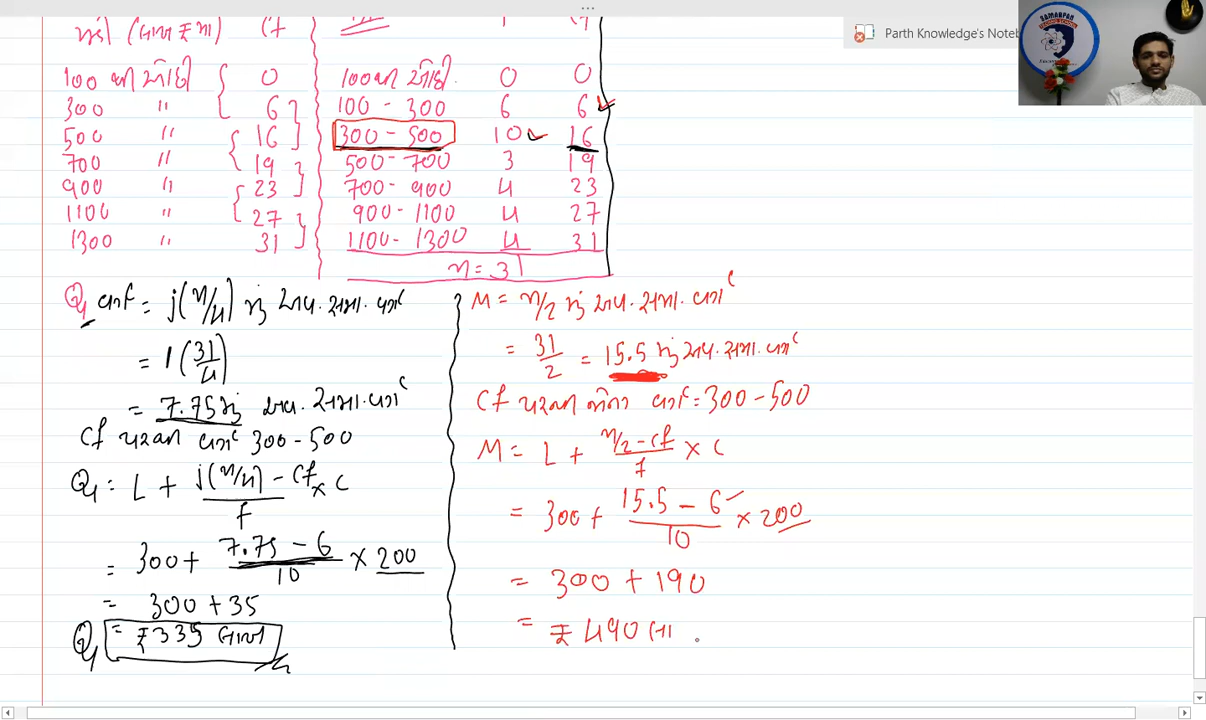 100 થી ઓછી 0
300 " 6
500 " 16
700 " 19
900 " 23
1100 " 27
1300 " 31
100થી ઓછી. 0 0
100 - 300 6 6
300 - 500 10 16
500 - 700 3 19
700 - 900 4 23
900 - 1100 4 27
1100 - 1300 4 31
n = 31
Q1 વર્ગ = j(n/4) નું અવ. સમા. વર્ગ
= 1(31/4)
= 7.75નું અવ. સમા. વર્ગ
Cf પરથી વર્ગ 300-500
Q1 = L + j(n/4) - Cf / f × C
= 300 + 7.75 - 6 / 10 × 200
= 300 + 35
Q1 = ₹335 લાખ
M = n/2 નું અવ. સમા. વર્ગ
= 31/2 = 15.5 નું અવ. સમા. વર્ગ
Cf પરથી વર્ગ = 300-500
M = L + n/2 - cf / f × C
= 300 + 15.5 - 6 / 10 × 200
= 300 + 190
= ₹ 490 લા
Parth Knowledge's Noteb
SAMARPAN